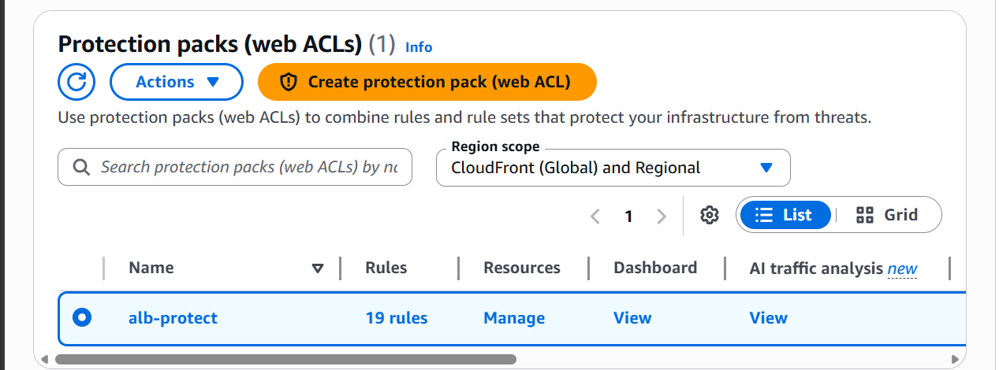 Protection packs (web ACLs) (1) Info
Actions
Create protection pack (web ACL)
Use protection packs (web ACLs) to combine rules and rule sets that protect your infrastructure from threats.
Search protection packs (web ACLs) by
Region scope
CloudFront (Global) and Regional
1
List
Grid
Name Rules Resources Dashboard AI traffic analysis new
alb-protect 19 rules Manage View View